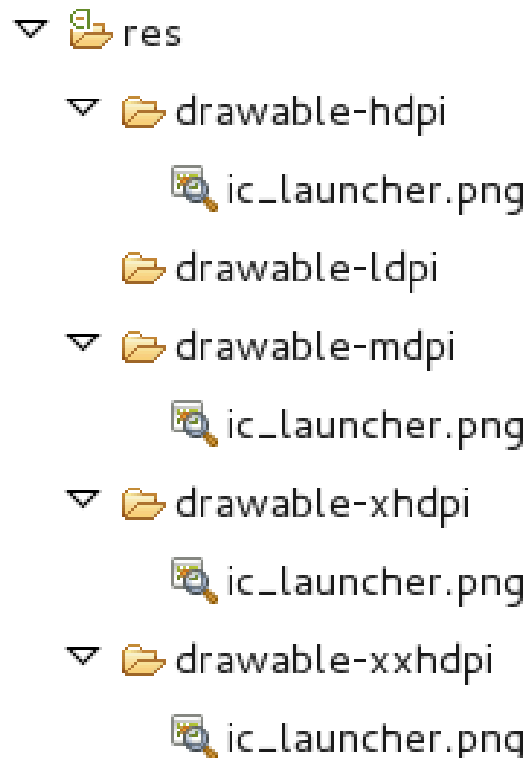 res
drawable-hdpi
ic_launcher.png
drawable-ldpi
drawable-mdpi
ic_launcher.png
drawable-xhdpi
ic_launcher.png
drawable-xxhdpi
ic_launcher.png